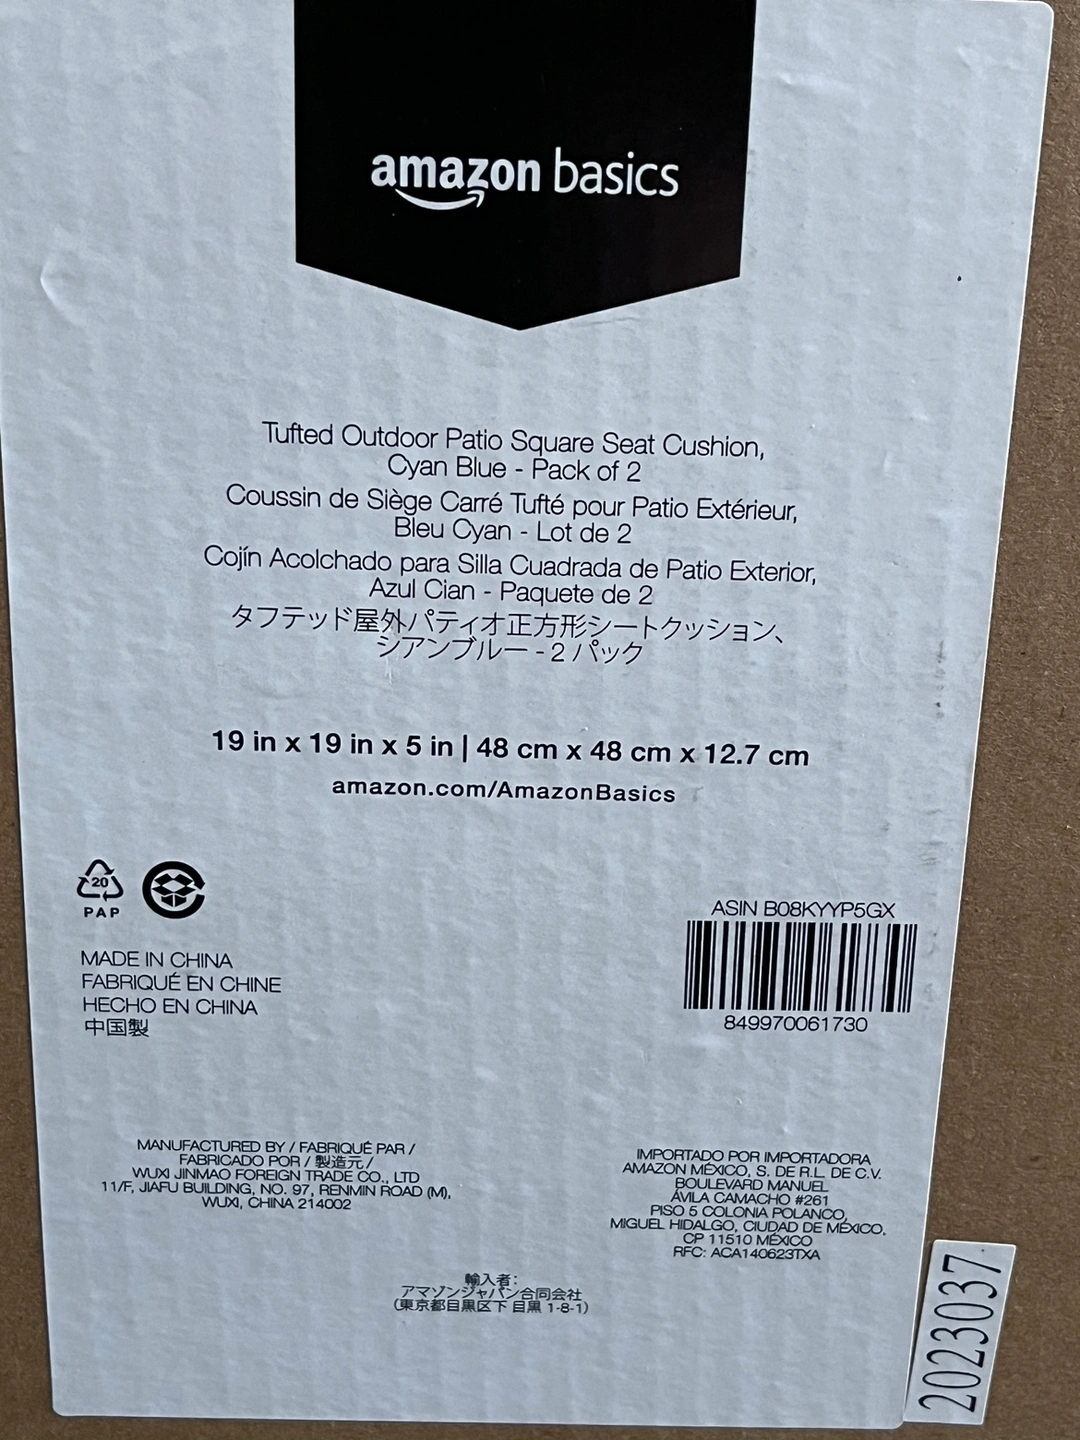 amazon basics
Tufted Outdoor Patio Square Seat Cushion,
Cyan Blue - Pack of 2
Coussin de Siège Carré Tufté pour Patio Extérieur,
Bleu Cyan - Lot de 2
Cojín Acolchado para Silla Cuadrada de Patio Exterior,
Azul Cian - Paquete de 2
タフテッド屋外パティオ正方形シートクッション、
シアンブルー - 2 パック
19 in x 19 in x 5 in | 48 cm x 48 cm x 12.7 cm
amazon.com/AmazonBasics
20
PAP
MADE IN CHINA
FABRIQUÉ EN CHINE
HECHO EN CHINA
中国製
ASIN B08KYYP5GX
849970061730
MANUFACTURED BY / FABRIQUÉ PAR /
FABRICADO POR / 製造元 /
WUXI JINMAO FOREIGN TRADE CO., LTD
11/F, JIAFU BUILDING, NO. 97, RENMIN ROAD (M),
WUXI, CHINA 214002
IMPORTADO POR IMPORTADORA
AMAZON MÉXICO, S. DE R.L. DE C.V.
BOULEVARD MANUEL
ÁVILA CAMACHO #261
PISO 5 COLONIA POLANCO,
MIGUEL HIDALGO, CIUDAD DE MÉXICO,
CP 11510 MÉXICO
RFC: ACA140623TXA
輸入者:
アマゾンジャパン合同会社
(東京都目黒区下目黒 1-8-1)
2023037